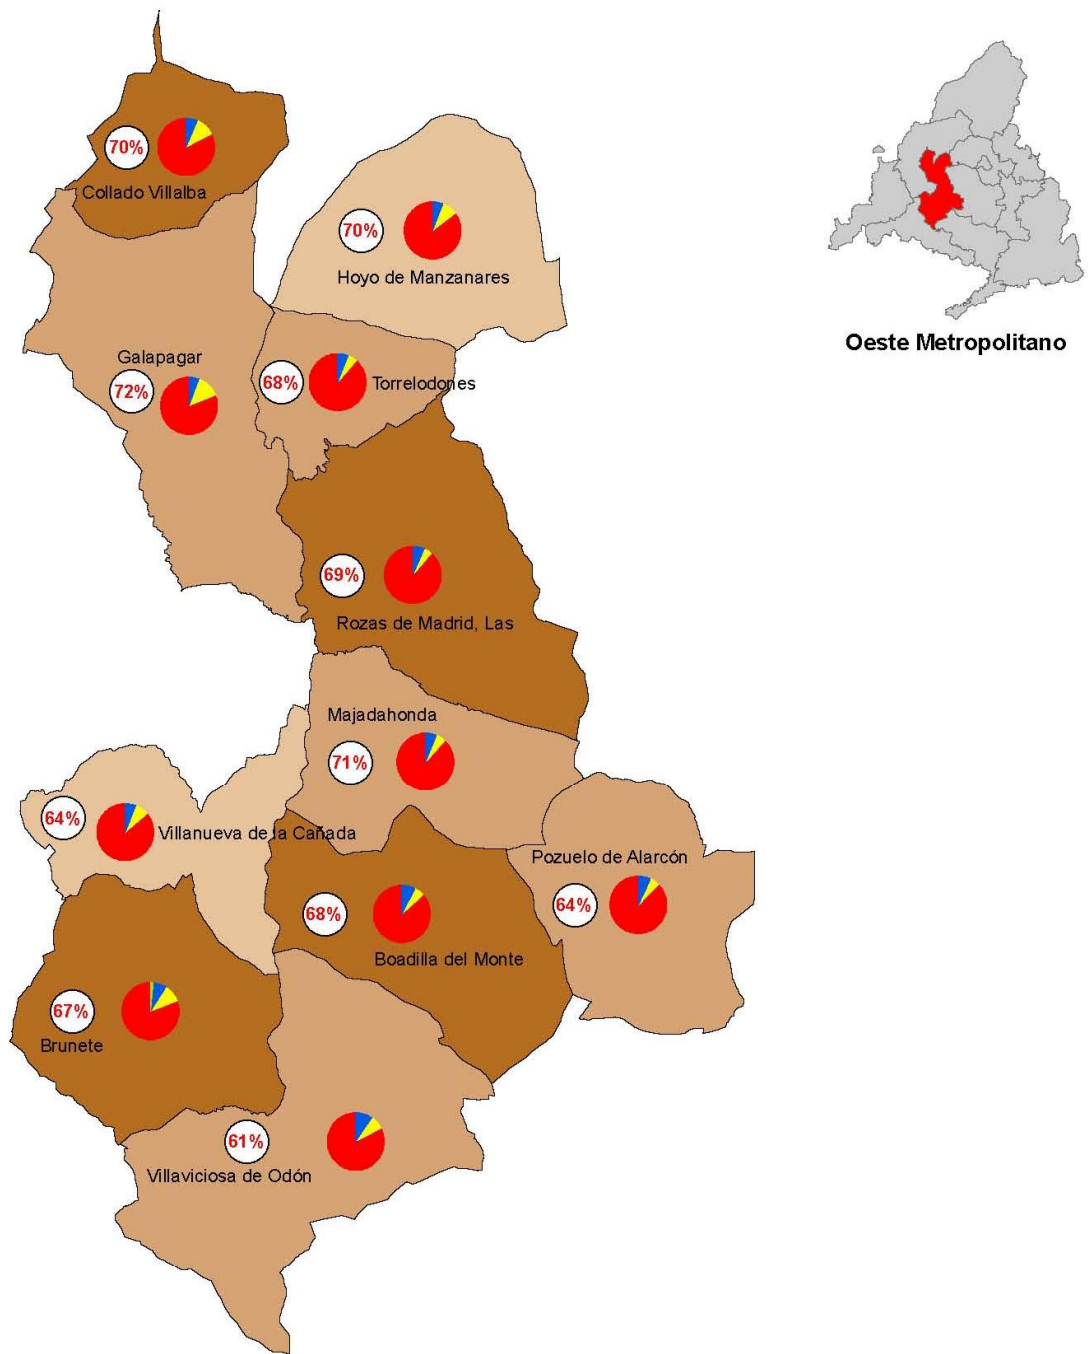 70%
Collado Villalba
70%
Hoyo de Manzanares
Oeste Metropolitano
Galapagar
72%
68%
Torrelodones
69%
Rozas de Madrid, Las
Majadahonda
71%
64%
Villanueva de la Cañada
Pozuelo de Alarcón
64%
68%
Boadilla del Monte
67%
Brunete
61%
Villaviciosa de Odón